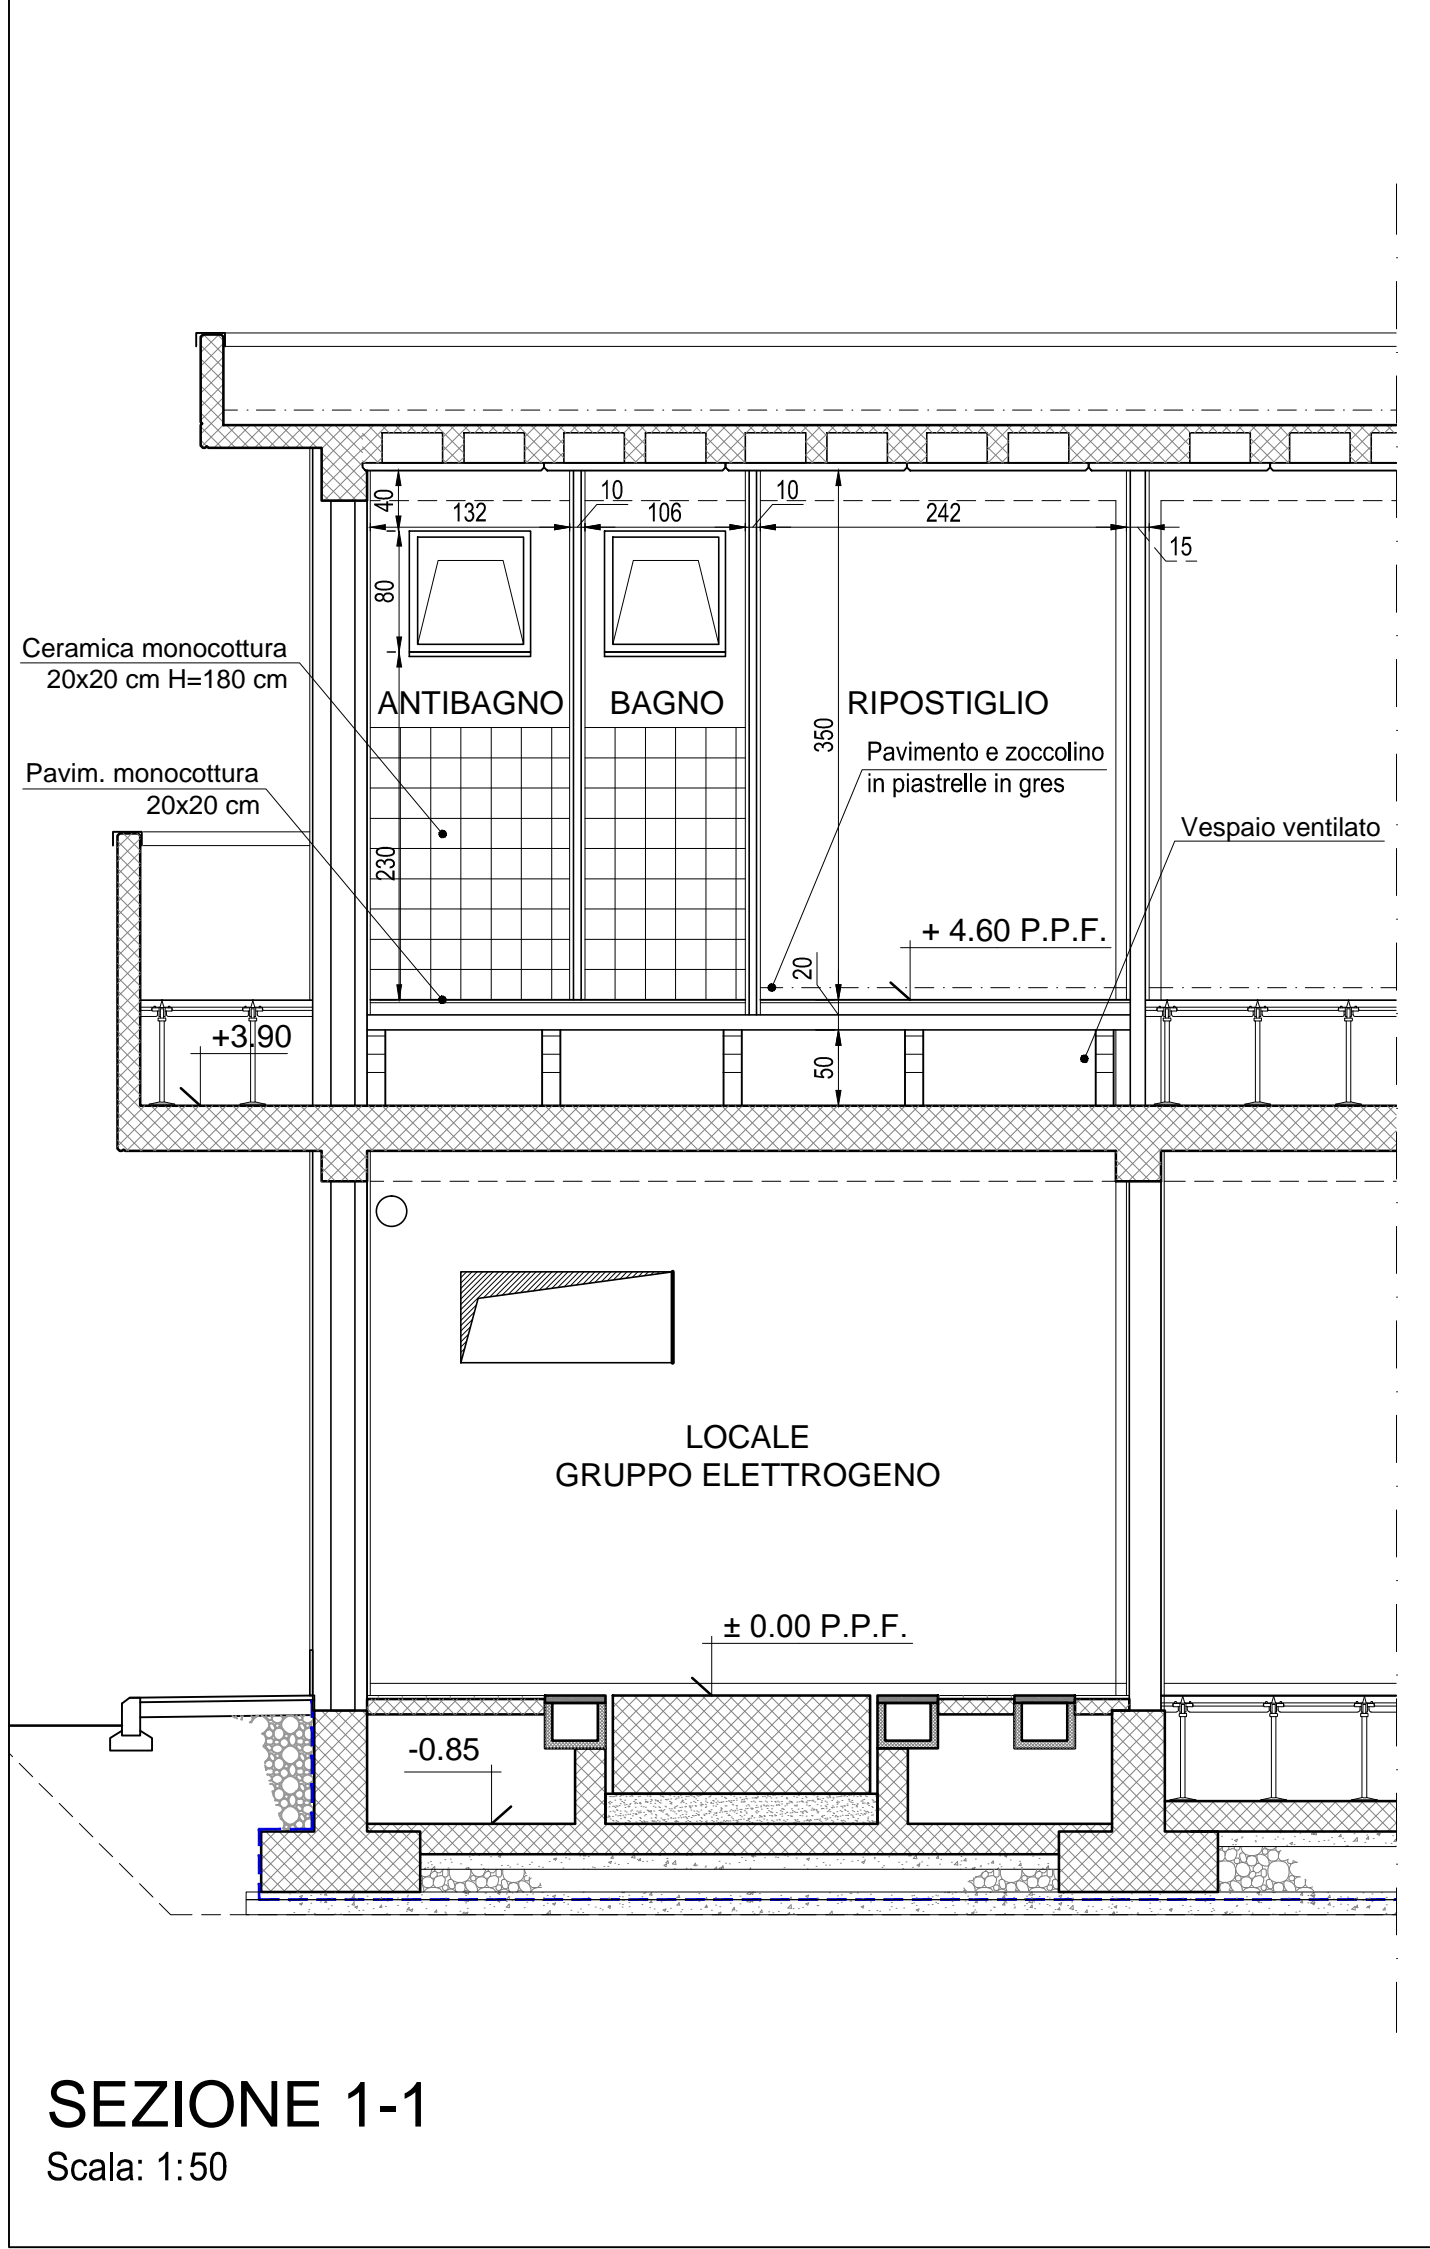 40
132
10
106
10
242
15
80
Ceramica monocottura
20x20 cm H=180 cm
ANTIBAGNO
BAGNO
RIPOSTIGLIO
350
Pavimento e zoccolino
in piastrelle in gres
Pavim. monocottura
20x20 cm
Vespaio ventilato
230
+ 4.60 P.P.F.
20
+3.90
50
LOCALE
GRUPPO ELETTROGENO
± 0.00 P.P.F.
-0.85
SEZIONE 1-1
Scala: 1:50